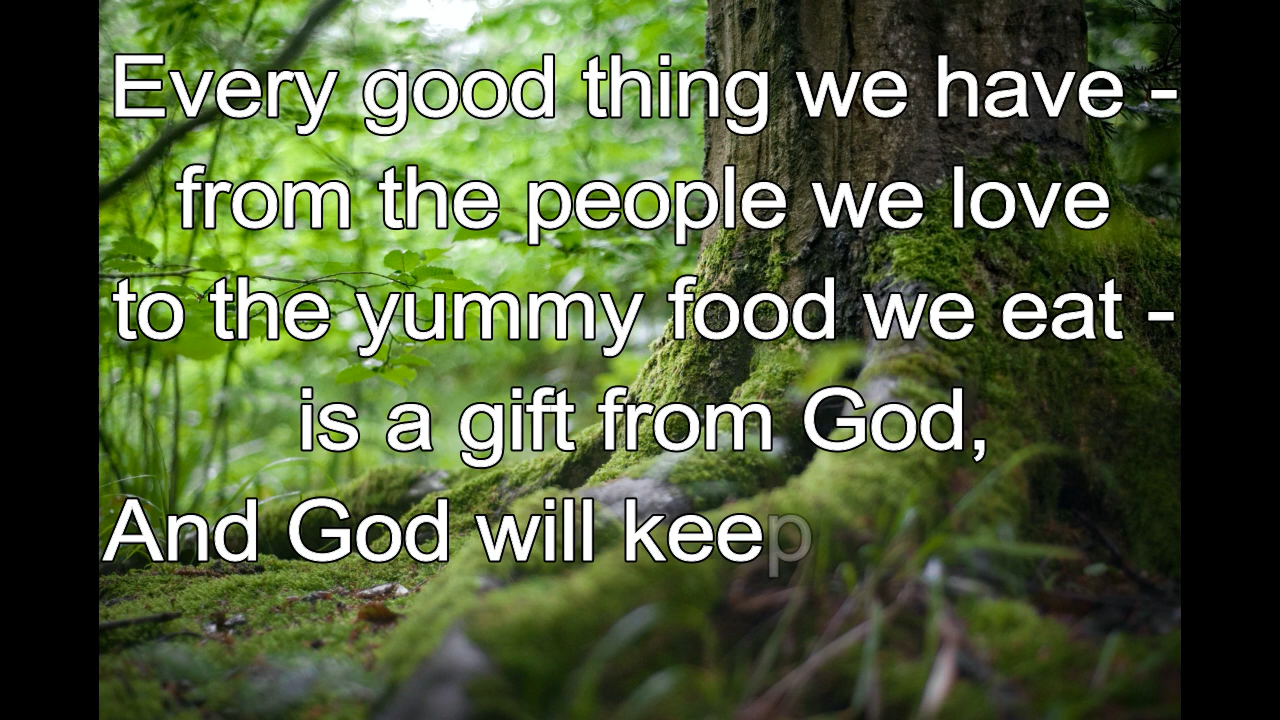 Every good thing we have -
from the people we love
to the yummy food we eat -
is a gift from God,
And God will keep